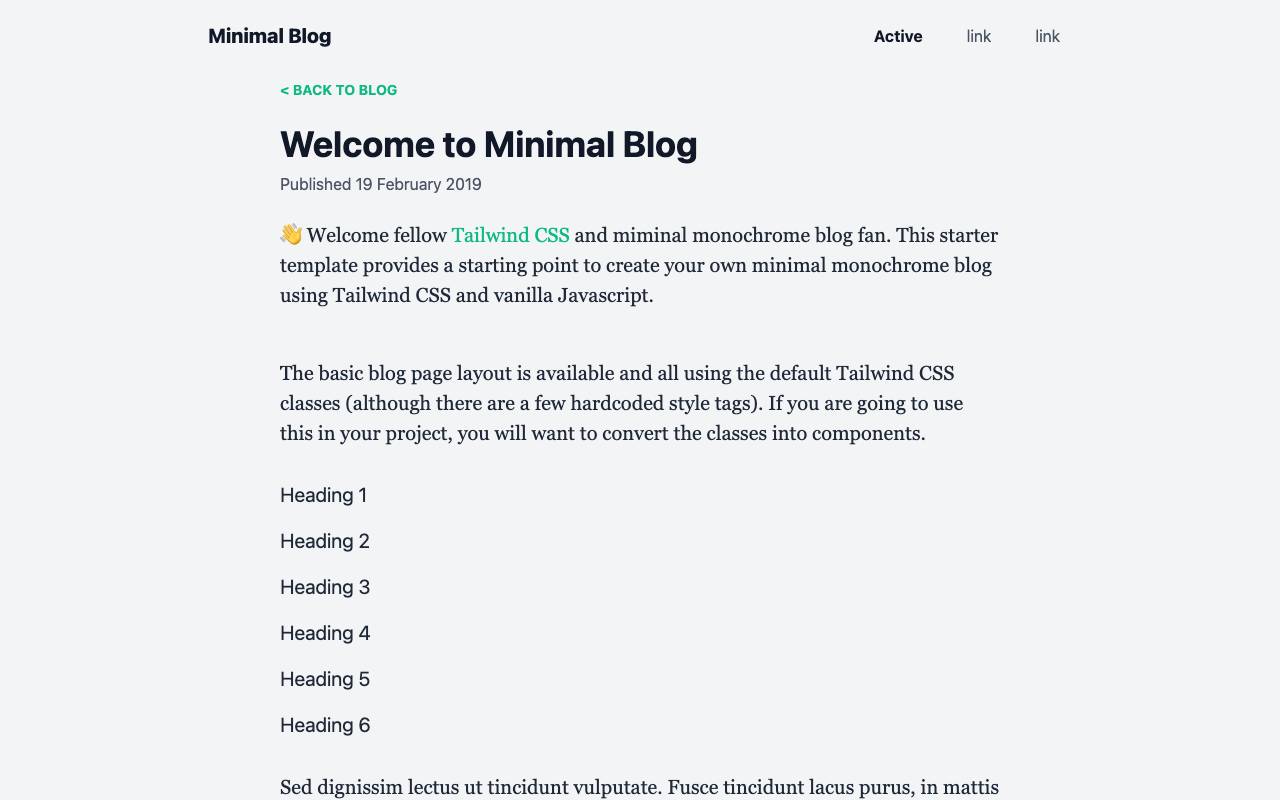 Minimal Blog
Active link link
< BACK TO BLOG
Welcome to Minimal Blog
Published 19 February 2019
👋 Welcome fellow Tailwind CSS and miminal monochrome blog fan. This starter
template provides a starting point to create your own minimal monochrome blog
using Tailwind CSS and vanilla Javascript.
The basic blog page layout is available and all using the default Tailwind CSS
classes (although there are a few hardcoded style tags). If you are going to use
this in your project, you will want to convert the classes into components.
Heading 1
Heading 2
Heading 3
Heading 4
Heading 5
Heading 6
Sed dignissim lectus ut tincidunt vulputate. Fusce tincidunt lacus purus, in mattis